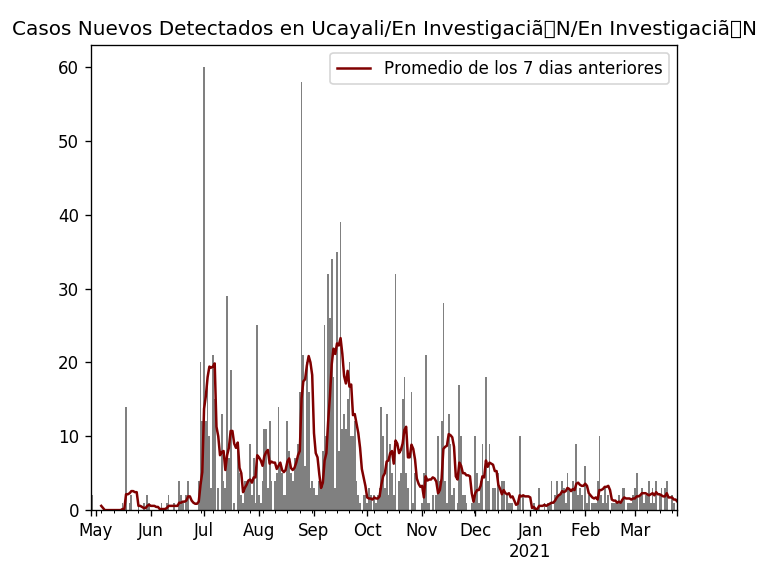 Casos Nuevos Detectados en Ucayali/En Investigaciã▯N/En Investigaciã▯N
Promedio de los 7 dias anteriores
60
50
40
30
20
10
0
May Jun Jul Aug Sep Oct Nov Dec Jan Feb Mar
2021